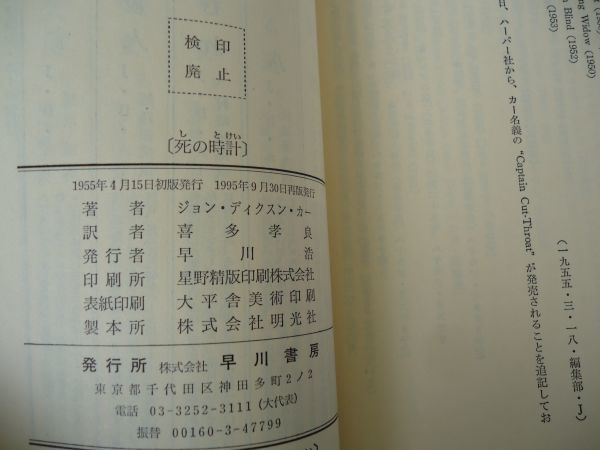 検印
廃止
〔死の時計〕
し とけい
1955年4月15日初版発行 1995年9月30日再版発行
著者 ジョン・ディクスン・カー
訳者 喜多孝良
発行者 早川浩
印刷所 星野精版印刷株式会社
表紙印刷 大平舎美術印刷
製本所 株式会社明光社
発行所 株式会社 早川書房
東京都千代田区神田多町2ノ2
電話 03-3252-3111(大代表)
振替 00160-3-47799
ng Widow (1950)
Blind (1952)
(1953)
日、ハーパー社から、カー名義の “Captain Cut-Throat” が発売されることを追記してお
(一九五五・三・一八・編集部・J)